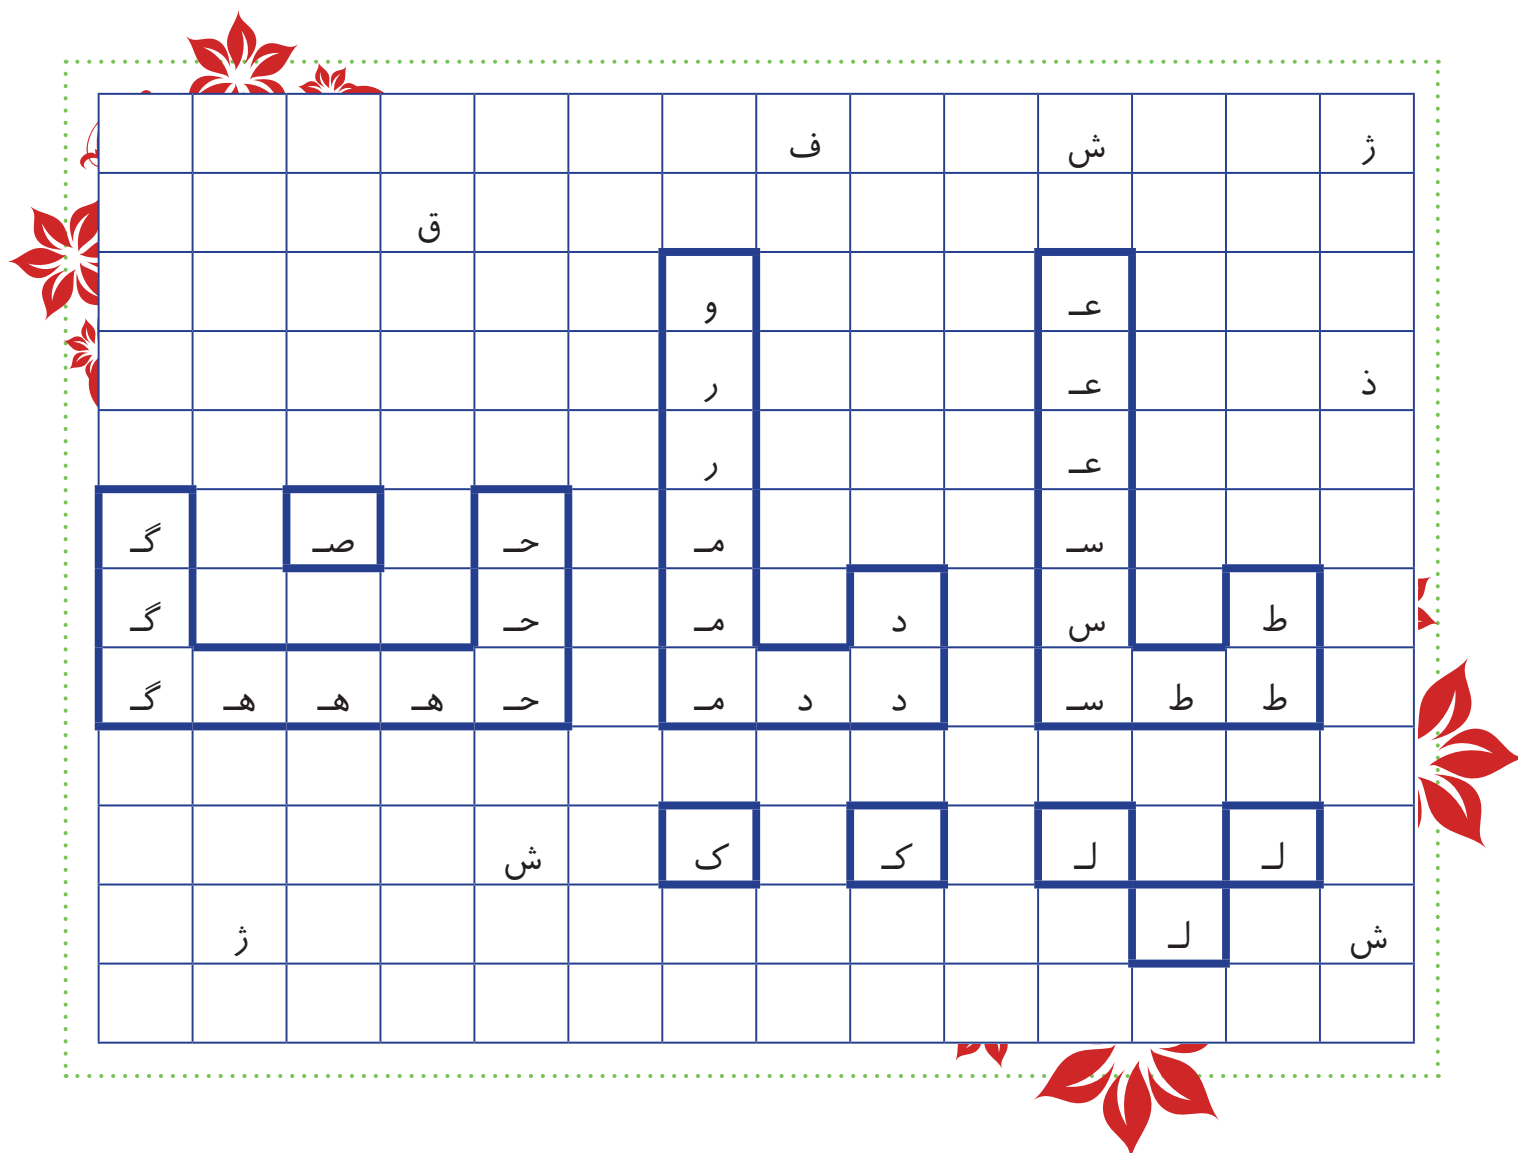 ژ ش ف
ق
عـ و
ذ عـ ر
عـ ر
سـ مـ حـ صـ گـ
ط س د مـ حـ گـ
ط ط سـ د د مـ حـ هـ هـ هـ گـ
لـ لـ کـ ک ش
ش لـ ژ